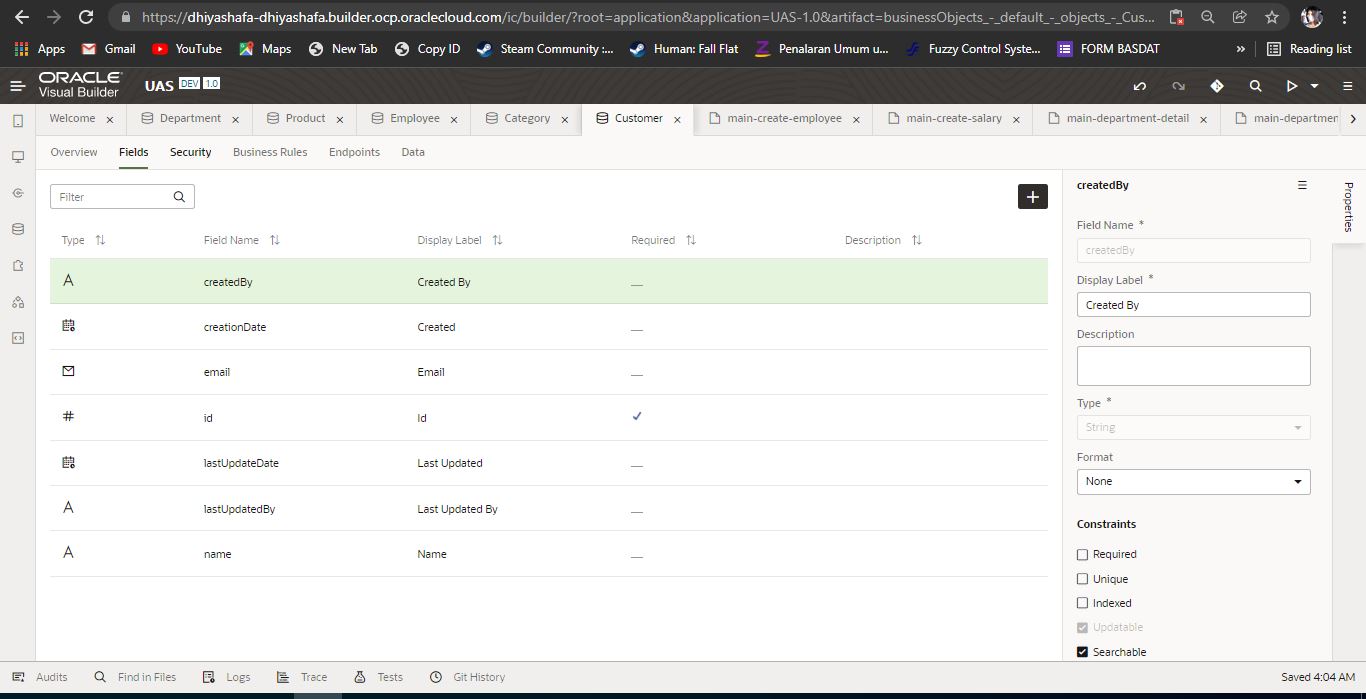 https://dhiyashafa-dhiyashafa.builder.ocp.oraclecloud.com/ic/builder/?root=application&application=UAS-1.0&artifact=businessObjects_-_default_-_objects_-_Cus...
Apps Gmail YouTube Maps New Tab Copy ID Steam Community :... Human: Fall Flat Penalaran Umum u... Fuzzy Control Syste... FORM BASDAT » Reading list
ORACLE
Visual Builder
UAS DEV 1.0
Welcome × Department × Product × Employee × Category × Customer × main-create-employee × main-create-salary × main-department-detail × main-departmen
Overview Fields Security Business Rules Endpoints Data
Filter
Type Field Name Display Label Required Description
A createdBy Created By
creationDate Created
email Email
# id Id
lastUpdateDate Last Updated
A lastUpdatedBy Last Updated By
A name Name
createdBy
Properties
Field Name *
createdBy
Display Label *
Created By
Description
Type *
String
Format
None
Constraints
Required
Unique
Indexed
Updatable
Searchable
Audits Find in Files Logs Trace Tests Git History Saved 4:04 AM